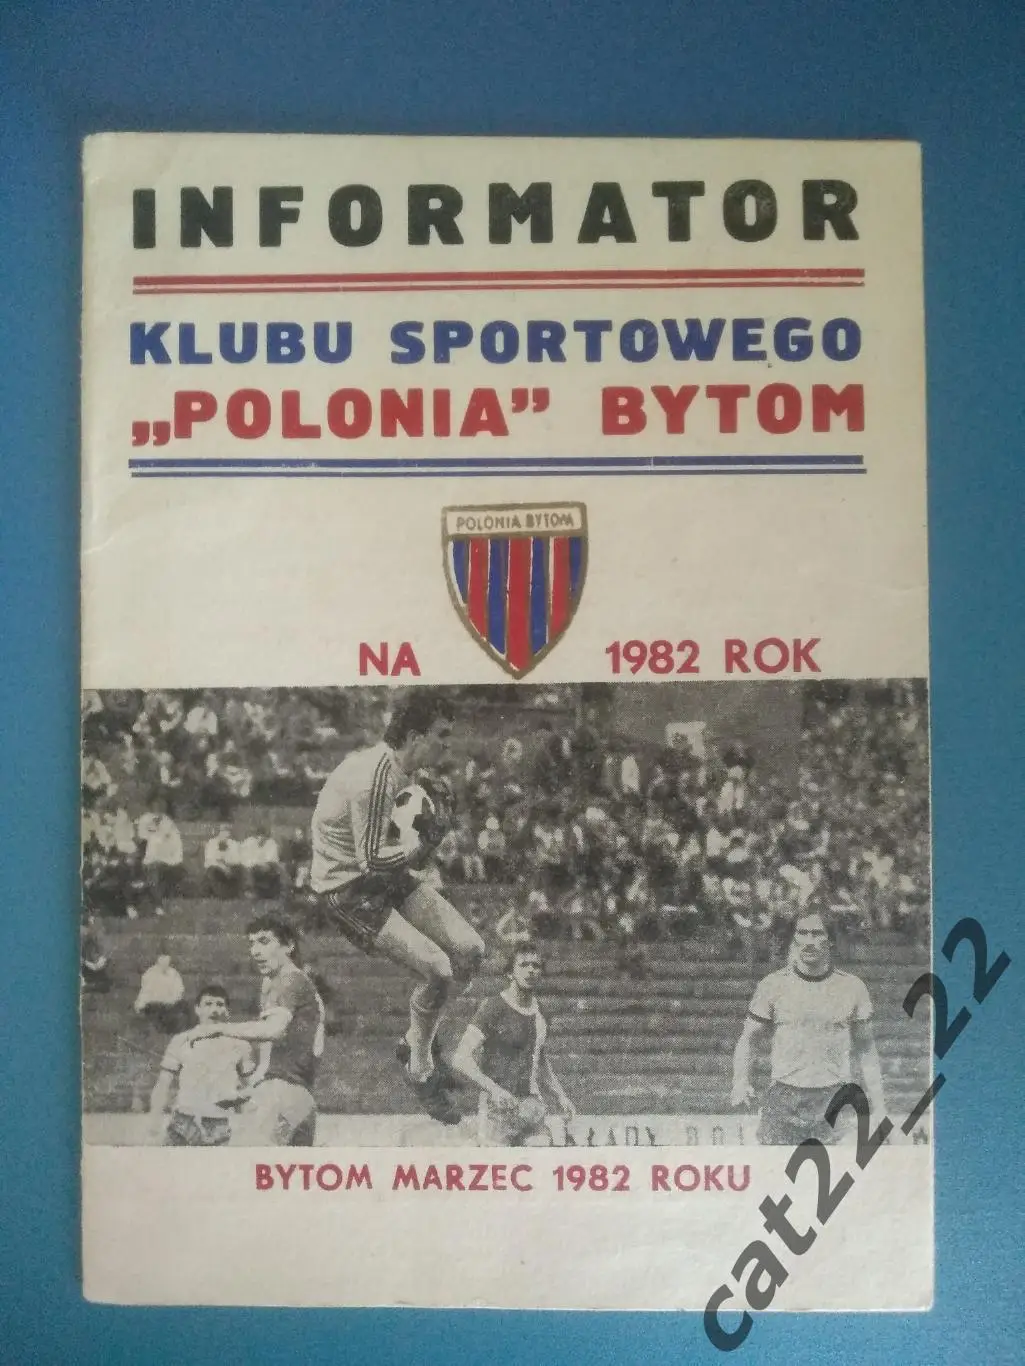 INFORMATOR
KLUBU SPORTOWEGO
„POLONIA” BYTOM
POLONIA BYTOM
NA 1982 ROK
BYTOM MARZEC 1982 ROKU
cat22_22